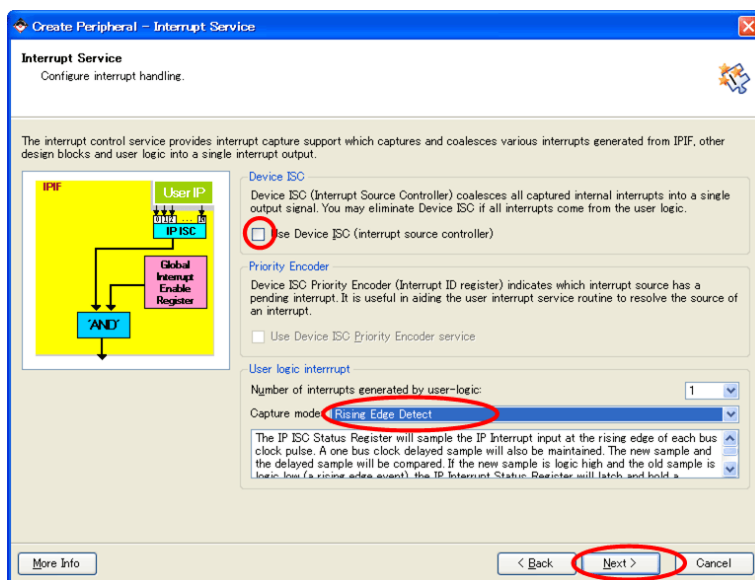 Create Peripheral - Interrupt Service
Interrupt Service
Configure interrupt handling.
The interrupt control service provides interrupt capture support which captures and coalesces various interrupts generated from IPIF, other
design blocks and user logic into a single interrupt output.
IPIF
User IP
0 1 2 ...
IP ISC
Global
Interrupt
Enable
Register
'AND'
Device ISC
Device ISC (Interrupt Source Controller) coalesces all captured internal interrupts into a single
output signal. You may eliminate Device ISC if all interrupts come from the user logic.
Use Device ISC (interrupt source controller)
Priority Encoder
Device ISC Priority Encoder (Interrupt ID register) indicates which interrupt source has a
pending interrupt. It is useful in aiding the user interrupt service routine to resolve the source of
an interrupt.
Use Device ISC Priority Encoder service
User logic interrrupt
Number of interrupts generated by user-logic: 1
Capture mode: Rising Edge Detect
The IP ISC Status Register will sample the IP Interrupt input at the rising edge of each bus
clock pulse. A one bus clock delayed sample will also be maintained. The new sample and
the delayed sample will be compared. If the new sample is logic high and the old sample is
logic low (a rising edge event) the IP Interrupt Status Register will latch and hold a
More Info
< Back
Next >
Cancel